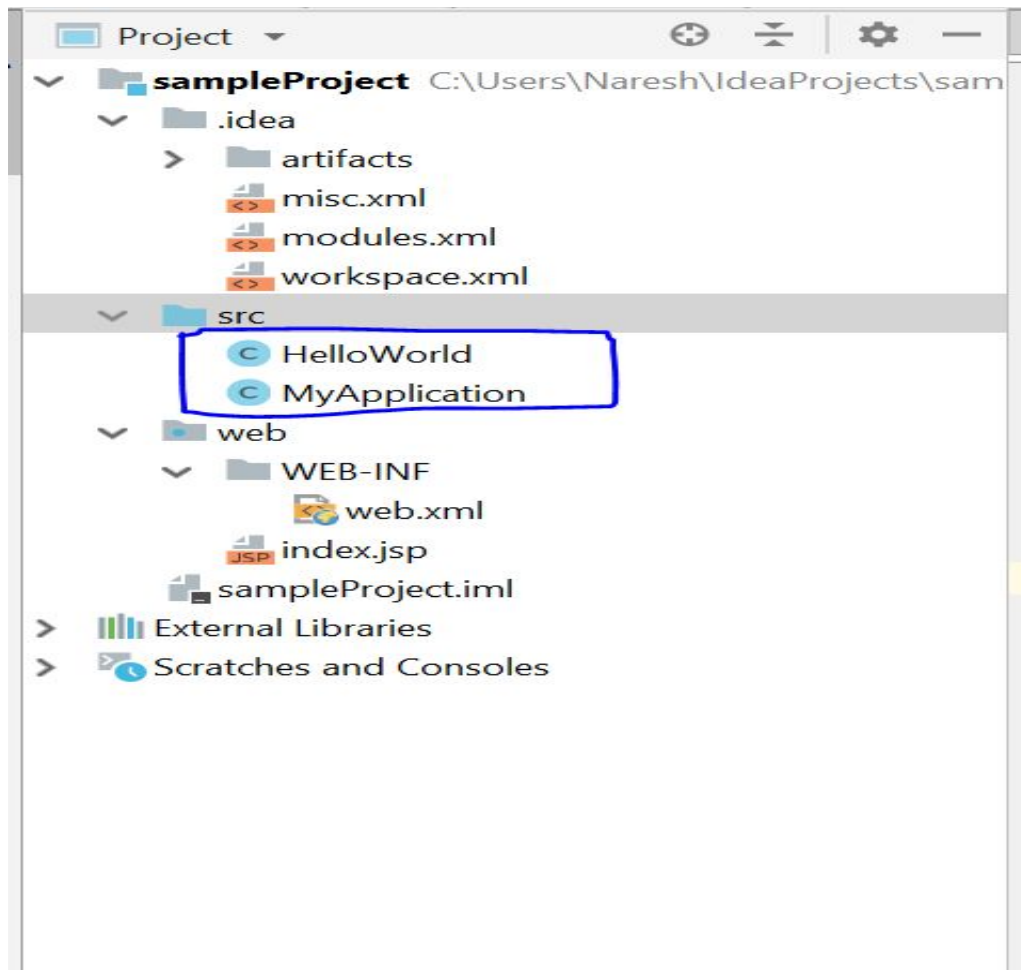 Project
sampleProject C:\Users\Naresh\IdeaProjects\sam
.idea
artifacts
misc.xml
modules.xml
workspace.xml
src
C HelloWorld
C MyApplication
web
WEB-INF
web.xml
JSP index.jsp
sampleProject.iml
External Libraries
Scratches and Consoles